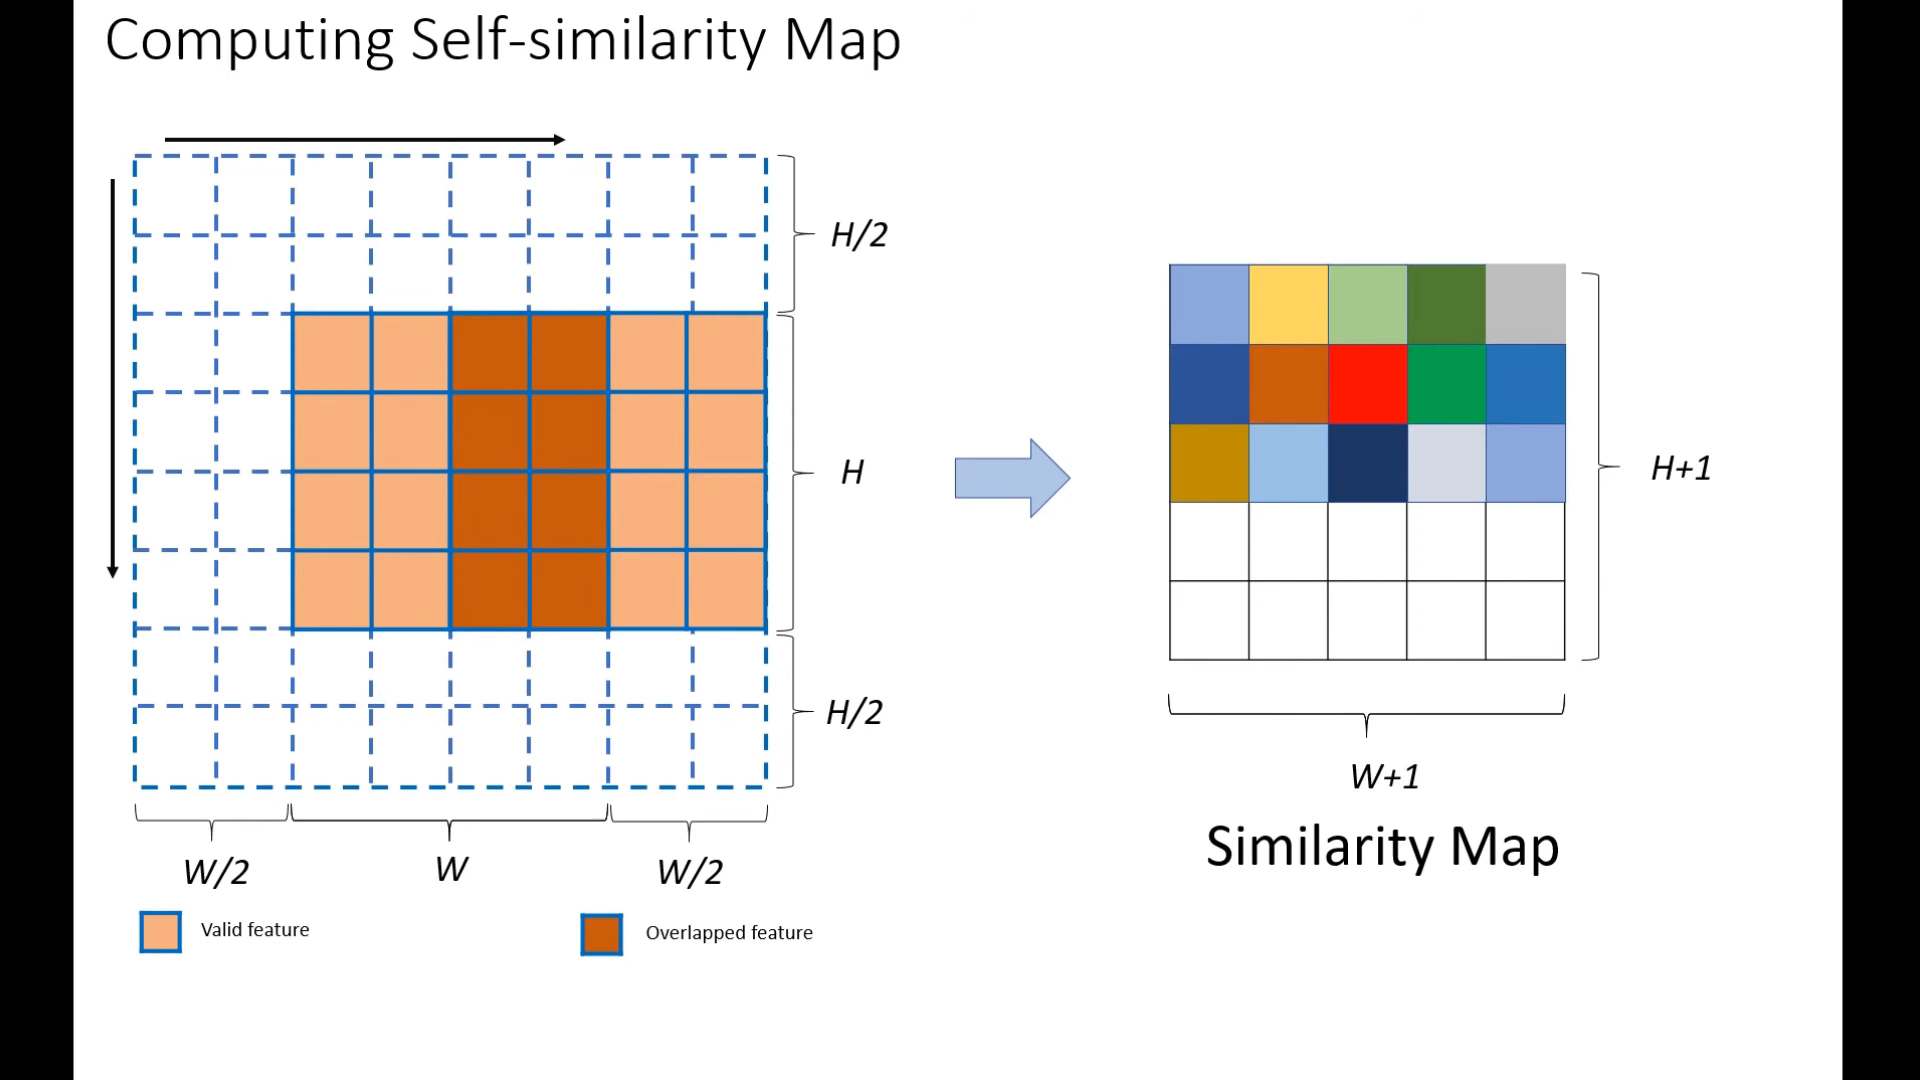 Computing Self-similarity Map
H/2
H
H/2
W/2
W
W/2
Valid feature
Overlapped feature
H+1
W+1
Similarity Map